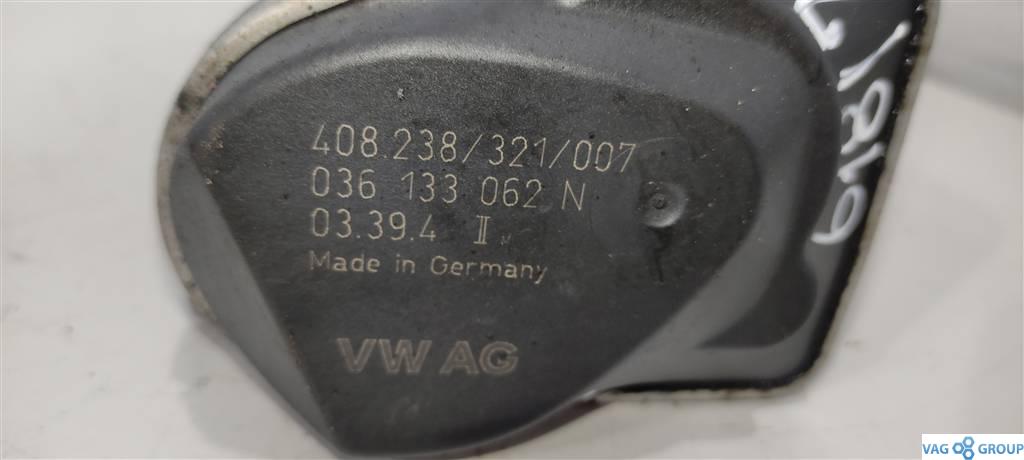 408.238/321/007
036 133 062 N
03.39.4 II
Made in Germany
VW AG
VAG GROUP